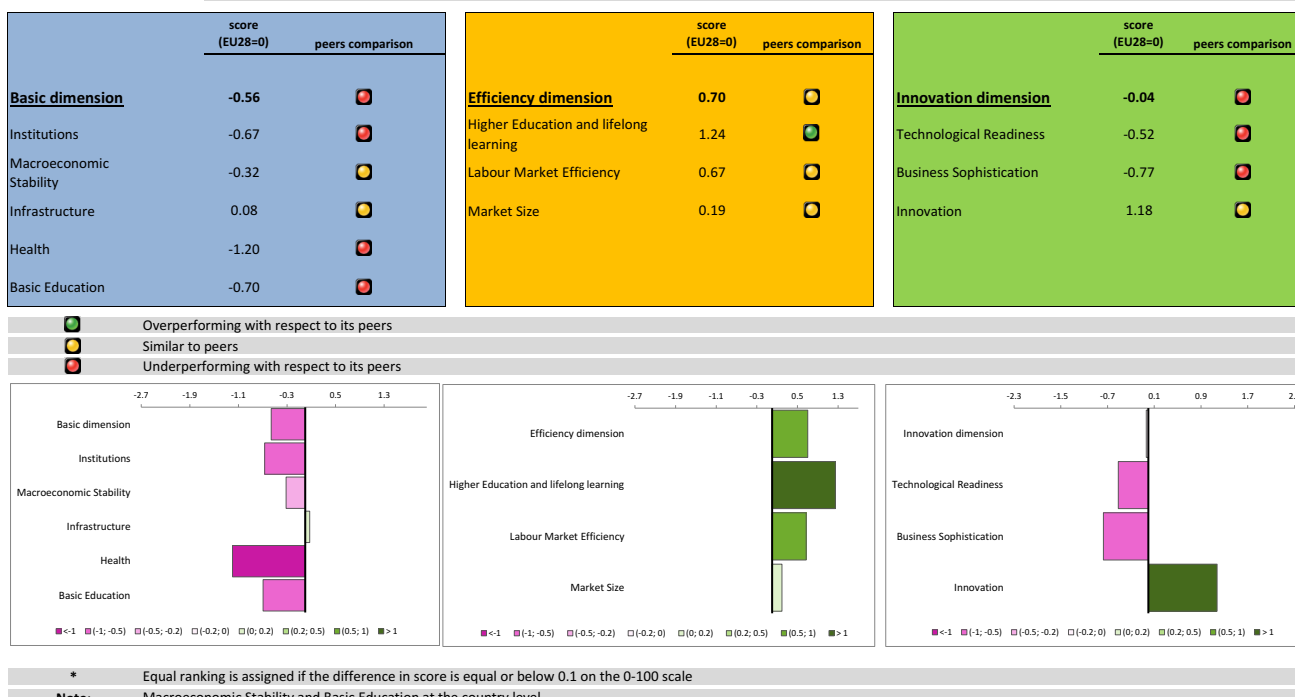 score
(EU28=0) peers comparison
Basic dimension -0.56
Institutions -0.67
Macroeconomic
Stability -0.32
Infrastructure 0.08
Health -1.20
Basic Education -0.70
score
(EU28=0) peers comparison
Efficiency dimension 0.70
Higher Education and lifelong
learning 1.24
Labour Market Efficiency 0.67
Market Size 0.19
score
(EU28=0) peers comparison
Innovation dimension -0.04
Technological Readiness -0.52
Business Sophistication -0.77
Innovation 1.18
Overperforming with respect to its peers
Similar to peers
Underperforming with respect to its peers
-2.7 -1.9 -1.1 -0.3 0.5 1.3
Basic dimension
Institutions
Macroeconomic Stability
Infrastructure
Health
Basic Education
<-1 (-1; -0.5) (-0.5; -0.2) (-0.2; 0) (0; 0.2) (0.2; 0.5) (0.5; 1) > 1
-2.7 -1.9 -1.1 -0.3 0.5 1.3
Efficiency dimension
Higher Education and lifelong learning
Labour Market Efficiency
Market Size
<-1 (-1; -0.5) (-0.5; -0.2) (-0.2; 0) (0; 0.2) (0.2; 0.5) (0.5; 1) > 1
-2.3 -1.5 -0.7 0.1 0.9 1.7
Innovation dimension
Technological Readiness
Business Sophistication
Innovation
<-1 (-1; -0.5) (-0.5; -0.2) (-0.2; 0) (0; 0.2) (0.2; 0.5) (0.5; 1) > 1
* Equal ranking is assigned if the difference in score is equal or below 0.1 on the 0-100 scale
Note: Macroeconomic Stability and Basic Education at the country level